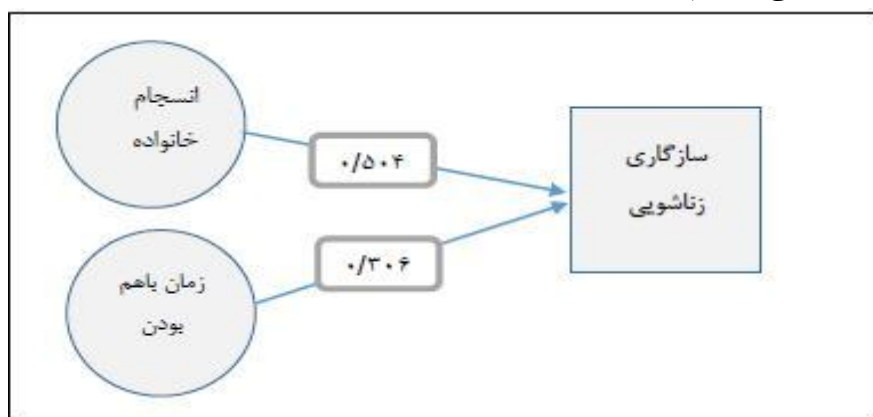 انسجام
خانواده
۰/۵۰۴
سازگاری
زناشویی
زمان باهم
بودن
۰/۳۰۶